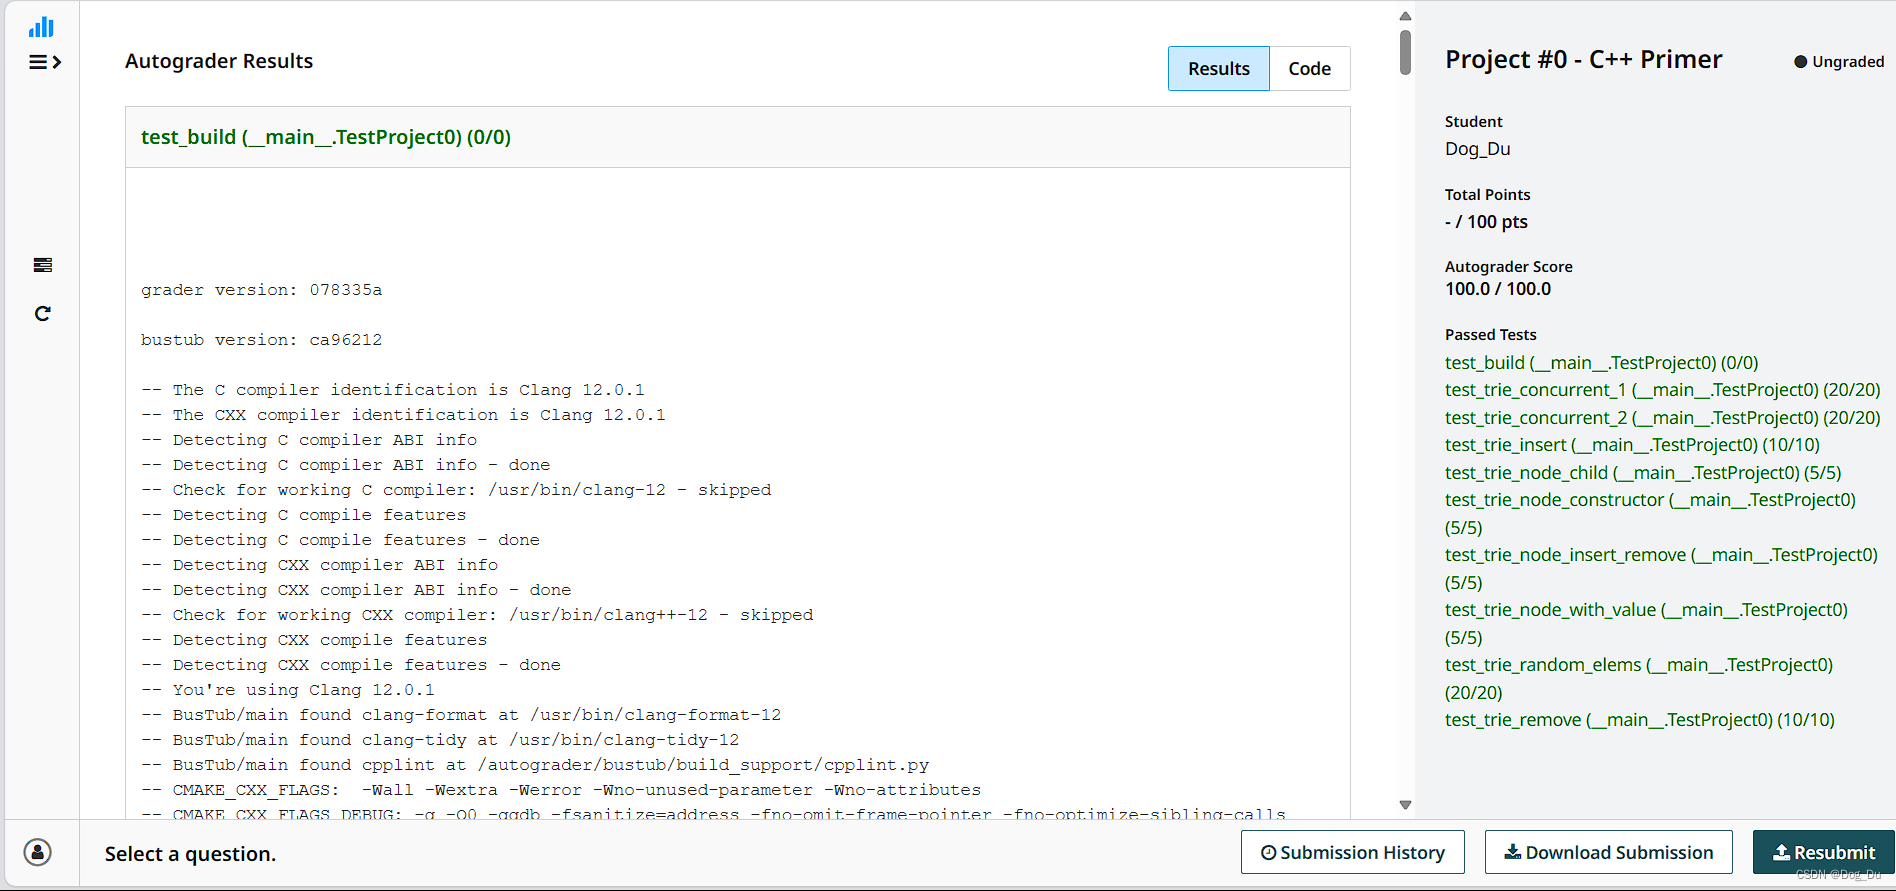 Autograder Results
Results
Code
test_build (__main__.TestProject0) (0/0)
grader version: 078335a
bustub version: ca96212
-- The C compiler identification is Clang 12.0.1
-- The CXX compiler identification is Clang 12.0.1
-- Detecting C compiler ABI info
-- Detecting C compiler ABI info - done
-- Check for working C compiler: /usr/bin/clang-12 - skipped
-- Detecting C compile features
-- Detecting C compile features - done
-- Detecting CXX compiler ABI info
-- Detecting CXX compiler ABI info - done
-- Check for working CXX compiler: /usr/bin/clang++-12 - skipped
-- Detecting CXX compile features
-- Detecting CXX compile features - done
-- You're using Clang 12.0.1
-- BusTub/main found clang-format at /usr/bin/clang-format-12
-- BusTub/main found clang-tidy at /usr/bin/clang-tidy-12
-- BusTub/main found cpplint at /autograder/bustub/build_support/cpplint.py
-- CMAKE_CXX_FLAGS:  -Wall -Wextra -Werror -Wno-unused-parameter -Wno-attributes
-- CMAKE_CXX_FLAGS_DEBUG: -g -O0 -ggdb -fsanitize=address -fno-omit-frame-pointer -fno-optimize-sibling-calls
Project #0 - C++ Primer
Ungraded
Student
Dog_Du
Total Points
- / 100 pts
Autograder Score
100.0 / 100.0
Passed Tests
test_build (__main__.TestProject0) (0/0)
test_trie_concurrent_1 (__main__.TestProject0) (20/20)
test_trie_concurrent_2 (__main__.TestProject0) (20/20)
test_trie_insert (__main__.TestProject0) (10/10)
test_trie_node_child (__main__.TestProject0) (5/5)
test_trie_node_constructor (__main__.TestProject0)
(5/5)
test_trie_node_insert_remove (__main__.TestProject0)
(5/5)
test_trie_node_with_value (__main__.TestProject0)
(5/5)
test_trie_random_elems (__main__.TestProject0)
(20/20)
test_trie_remove (__main__.TestProject0) (10/10)
Select a question.
Submission History
Download Submission
Resubmit
CSDN @Dog_Du